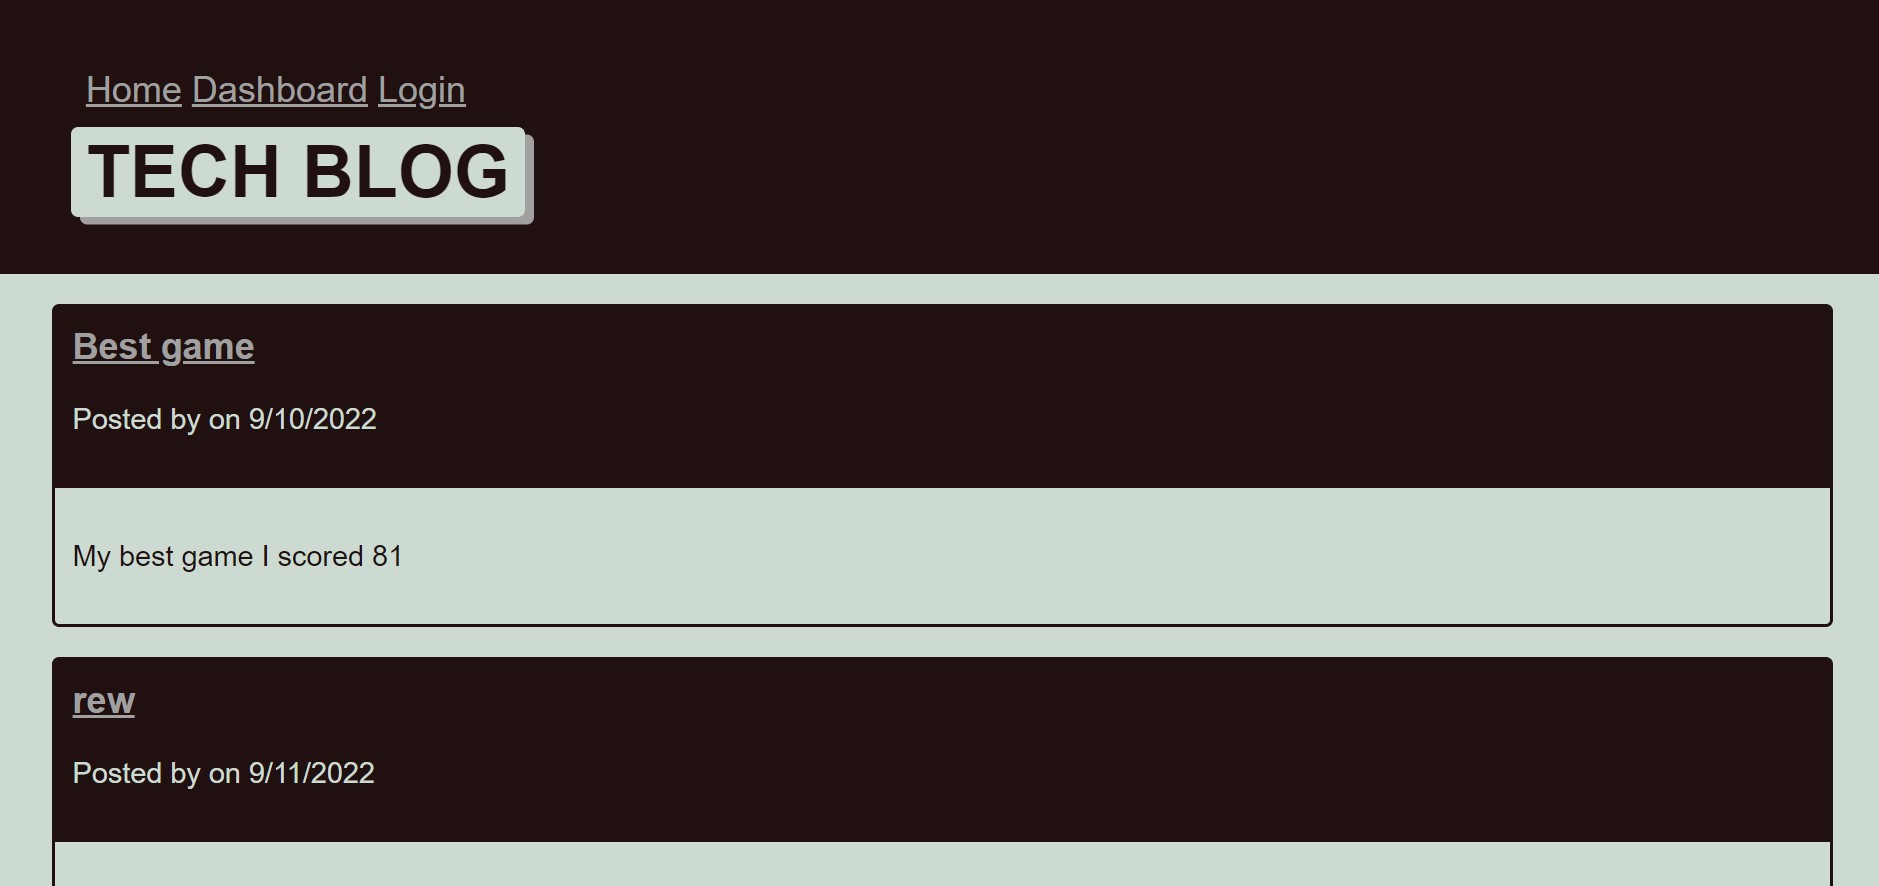 Home Dashboard Login
TECH BLOG
Best game
Posted by on 9/10/2022
My best game I scored 81
rew
Posted by on 9/11/2022